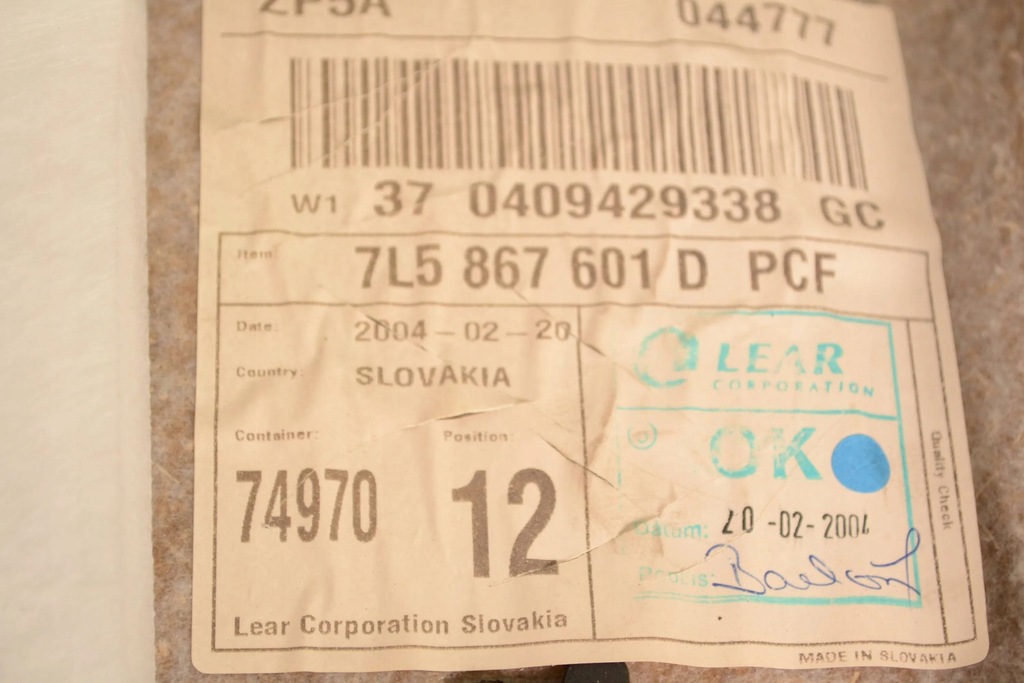 ZP5A 044777
W1 37 0409429338 GC
Item: 7L5 867 601 D PCF
Date: 2004-02-20
Country: SLOVAKIA
Container: Position:
74970 12
Lear Corporation Slovakia
LEAR
CORPORATION
OK
Datum: 20-02-2004
Podpis:
Quality Check
MADE IN SLOVAKIA